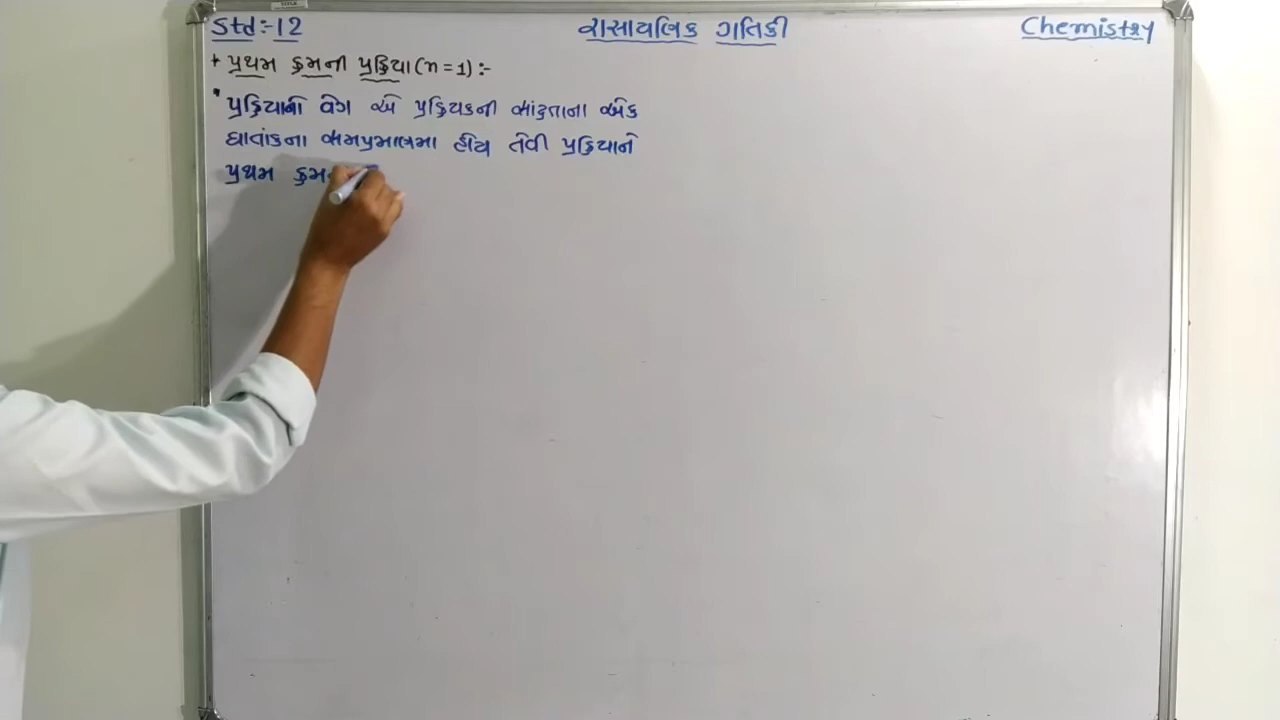 Std:-12
રાસાયણિક ગતિકી
Chemistry
* પ્રથમ ક્રમની પ્રક્રિયા (n = 1) :-
• પ્રક્રિયાનો વેગ એ પ્રક્રિયકની સાંદ્રતાના એક
ઘાતાંકના સમપ્રમાણમા હોય તેવી પ્રક્રિયાને
પ્રથમ